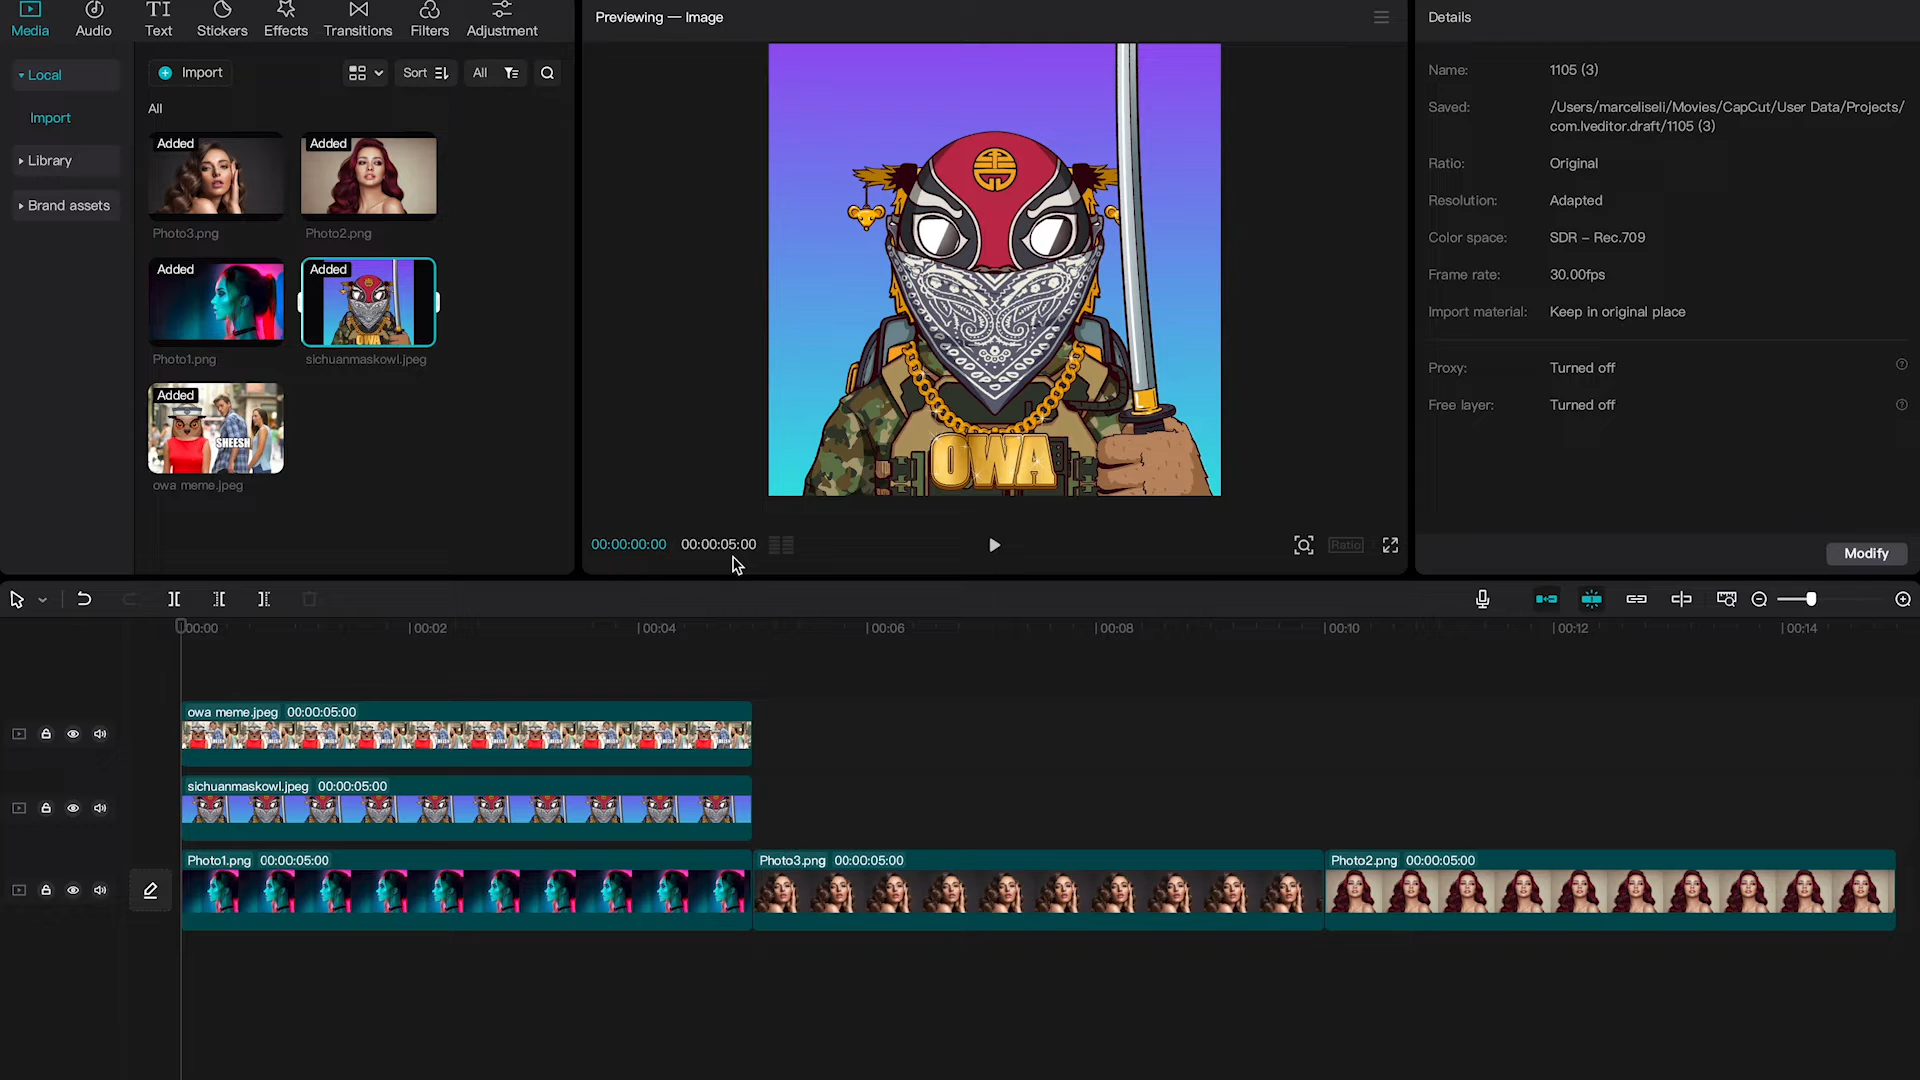 Media
Audio
Text
Stickers
Effects
Transitions
Filters
Adjustment
Local
Import
Library
Brand assets
Import
Sort
All
All
Added
Photo3.png
Added
Photo2.png
Added
Photo1.png
Added
OWA
sichuanmaskowl.jpeg
Added
SHEESH
owa meme.jpeg
Previewing — Image
OWA
00:00:00:00 00:00:05:00
Ratio
Details
Name: 1105 (3)
Saved: /Users/marceliseli/Movies/CapCut/User Data/Projects/
com.lveditor.draft/1105 (3)
Ratio: Original
Resolution: Adapted
Color space: SDR – Rec.709
Frame rate: 30.00fps
Import material: Keep in original place
Proxy: Turned off
Free layer: Turned off
Modify
00:00 00:02 00:04 00:06 00:08 00:10 00:12 00:14
owa meme.jpeg 00:00:05:00
sichuanmaskowl.jpeg 00:00:05:00
Photo1.png 00:00:05:00
Photo3.png 00:00:05:00
Photo2.png 00:00:05:00